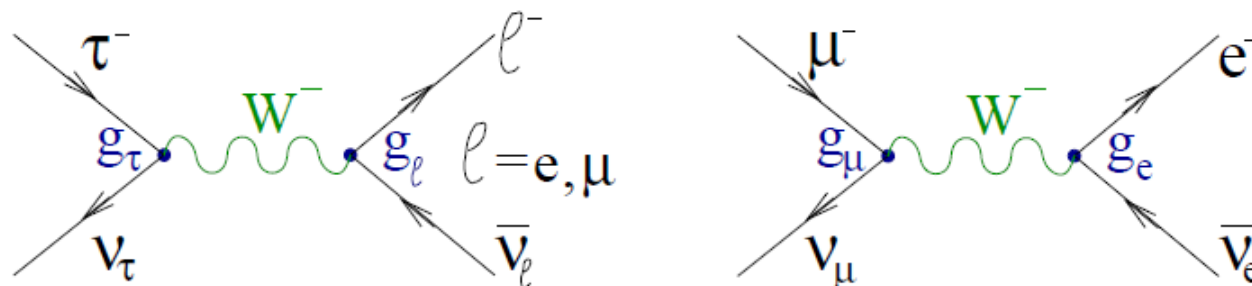 τ⁻ ℓ⁻ μ⁻ e⁻
W⁻ W⁻
g_τ g_ℓ ℓ = e, μ g_μ g_e
ν_τ ν̅_ℓ ν_μ ν̅_e